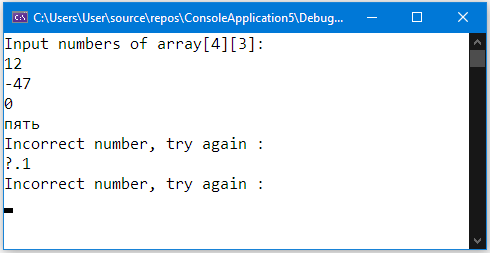 C:\Users\User\source\repos\ConsoleApplication5\Debug...
Input numbers of array[4][3]:
12
-47
0
пять
Incorrect number, try again :
?.1
Incorrect number, try again :